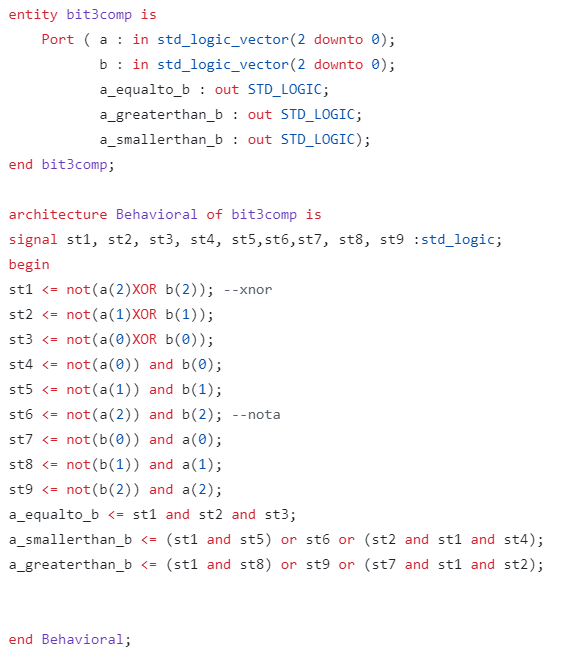 entity bit3comp is
    Port ( a : in std_logic_vector(2 downto 0);
           b : in std_logic_vector(2 downto 0);
           a_equalto_b : out STD_LOGIC;
           a_greaterthan_b : out STD_LOGIC;
           a_smallerthan_b : out STD_LOGIC);
end bit3comp;

architecture Behavioral of bit3comp is
signal st1, st2, st3, st4, st5,st6,st7, st8, st9 :std_logic;
begin
st1 <= not(a(2)XOR b(2)); --xnor
st2 <= not(a(1)XOR b(1));
st3 <= not(a(0)XOR b(0));
st4 <= not(a(0)) and b(0);
st5 <= not(a(1)) and b(1);
st6 <= not(a(2)) and b(2); --nota
st7 <= not(b(0)) and a(0);
st8 <= not(b(1)) and a(1);
st9 <= not(b(2)) and a(2);
a_equalto_b <= st1 and st2 and st3;
a_smallerthan_b <= (st1 and st5) or st6 or (st2 and st1 and st4);
a_greaterthan_b <= (st1 and st8) or st9 or (st7 and st1 and st2);


end Behavioral;